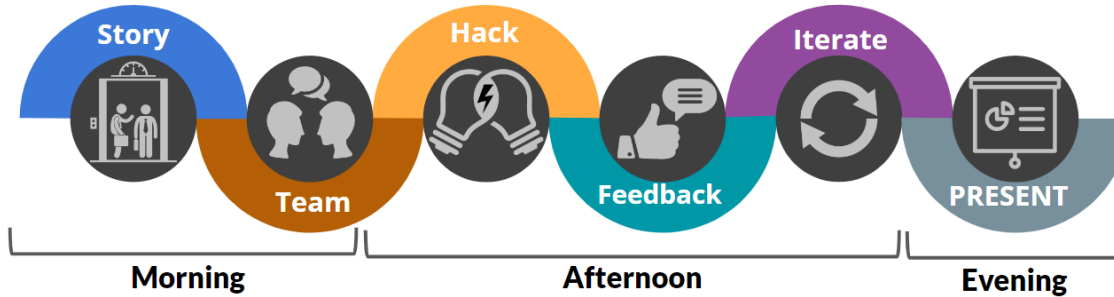 Story
Team
Hack
Feedback
Iterate
PRESENT
Morning
Afternoon
Evening